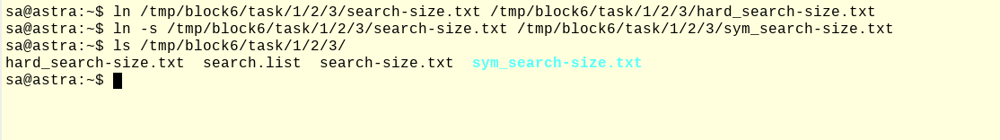 sa@astra:~$ ln /tmp/block6/task/1/2/3/search-size.txt /tmp/block6/task/1/2/3/hard_search-size.txt
sa@astra:~$ ln -s /tmp/block6/task/1/2/3/search-size.txt /tmp/block6/task/1/2/3/sym_search-size.txt
sa@astra:~$ ls /tmp/block6/task/1/2/3/
hard_search-size.txt  search.list  search-size.txt  sym_search-size.txt
sa@astra:~$